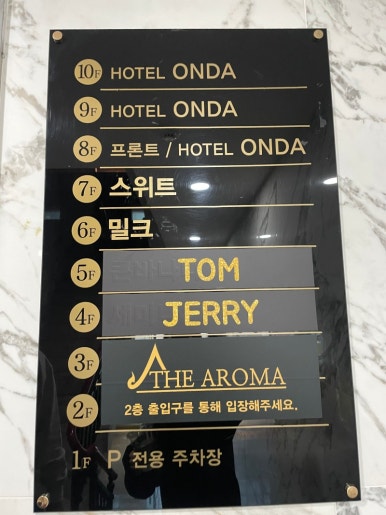 10F HOTEL ONDA
9F HOTEL ONDA
8F 프론트 / HOTEL ONDA
7F 스위트
6F 밀크
5F TOM
4F JERRY
3F THE AROMA
2F 2층 출입구를 통해 입장해주세요.
1F P 전용 주차장